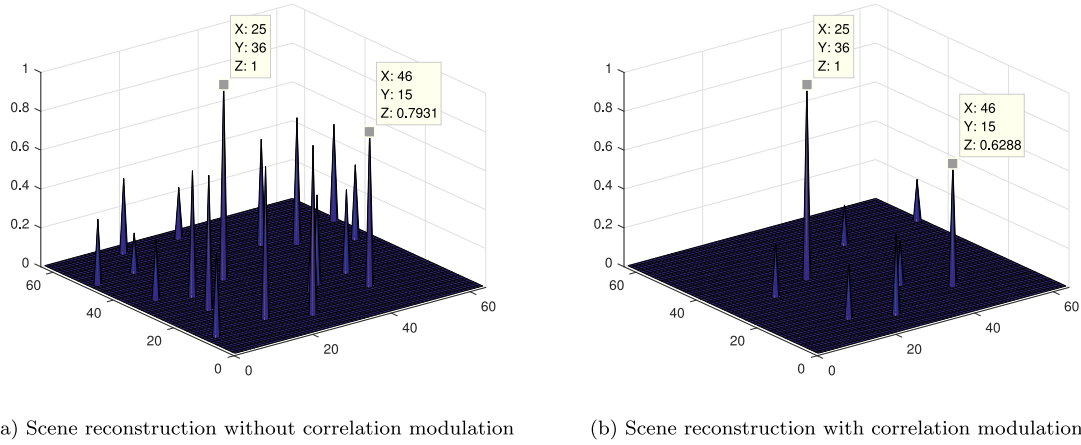 X: 25
Y: 36
Z: 1
X: 46
Y: 15
Z: 0.7931
1
0.8
0.6
0.4
0.2
0
60
40
20
0
0
20
40
60
a) Scene reconstruction without correlation modulation
X: 25
Y: 36
Z: 1
X: 46
Y: 15
Z: 0.6288
1
0.8
0.6
0.4
0.2
0
60
40
20
0
0
20
40
60
(b) Scene reconstruction with correlation modulation